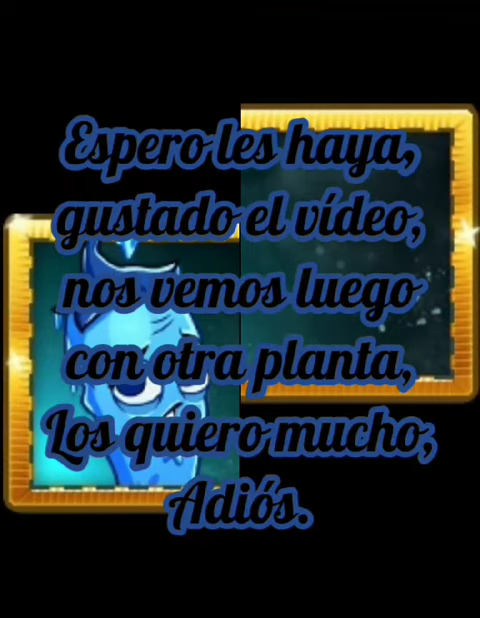 Espero les haya,
gustado el vídeo,
nos vemos luego
con otra planta,
Los quiero mucho,
Adiós.